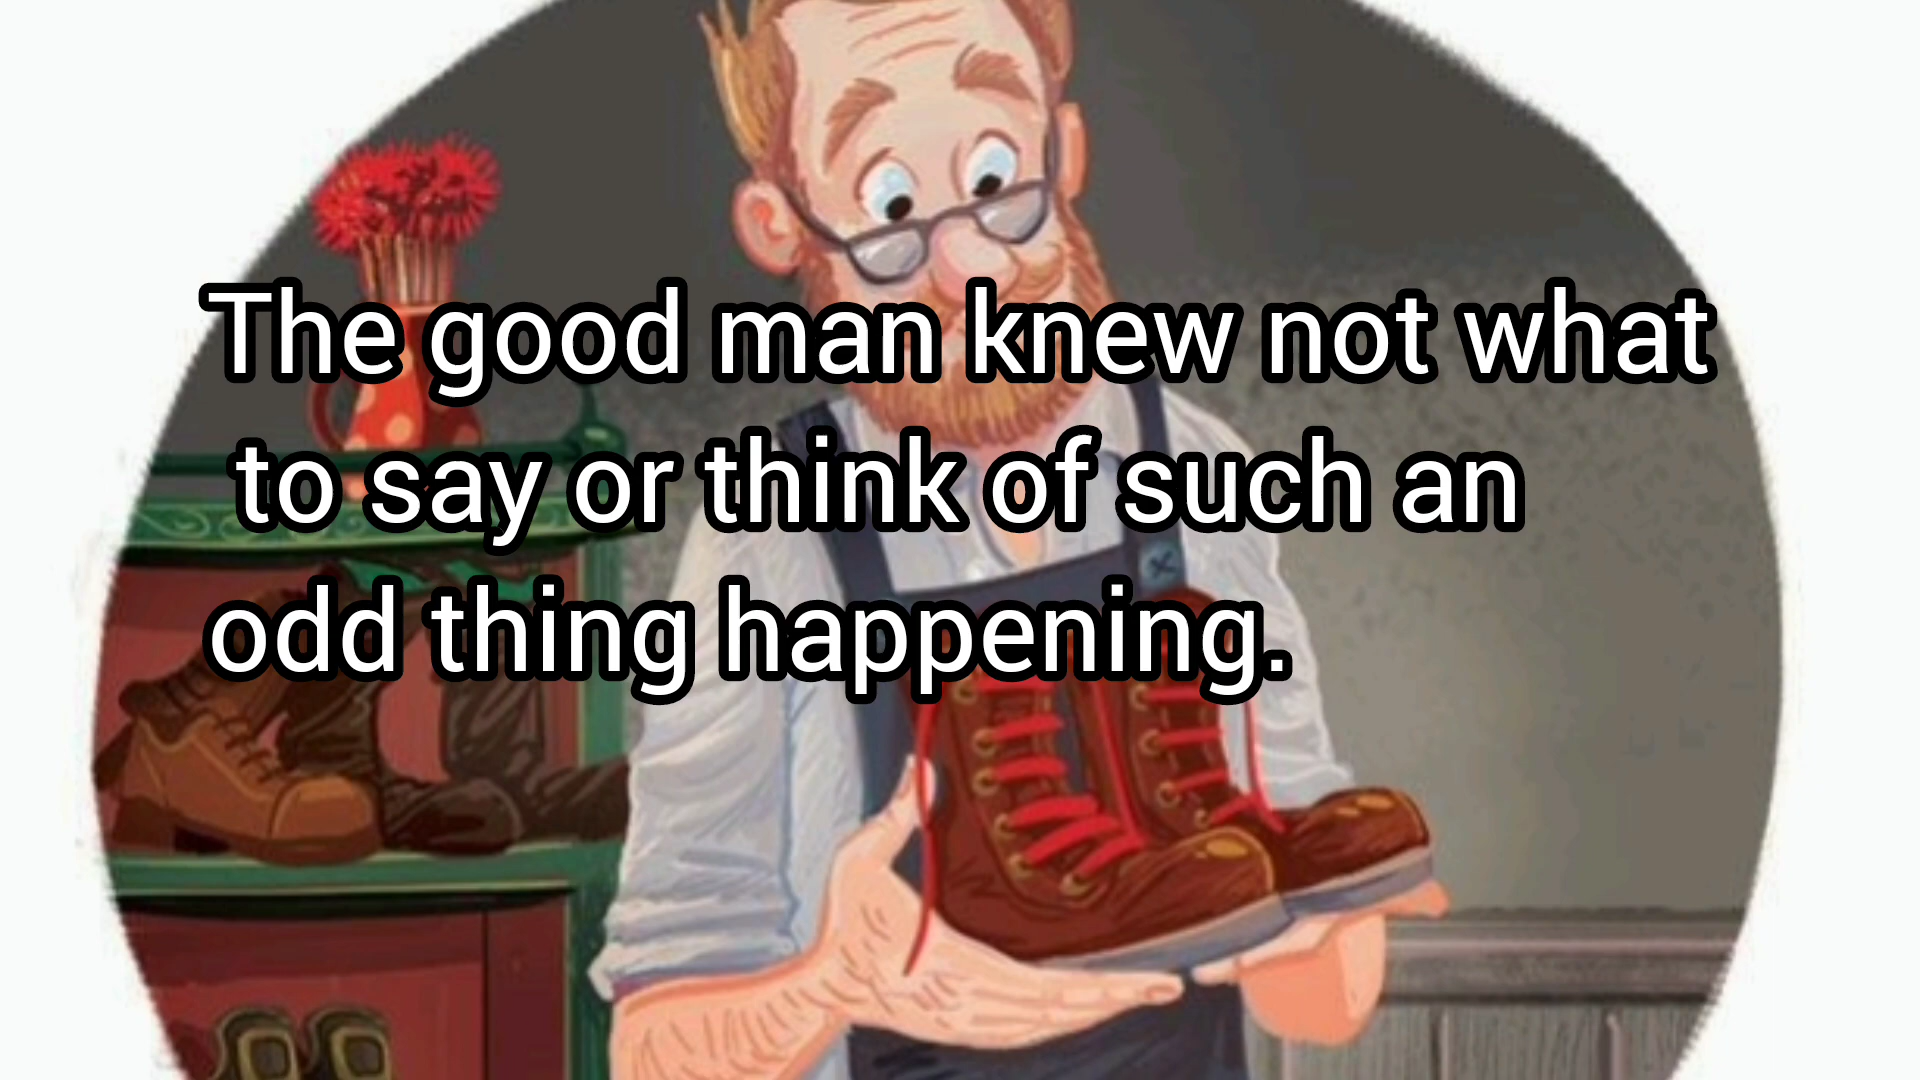 The good man knew not what
to say or think of such an
odd thing happening.